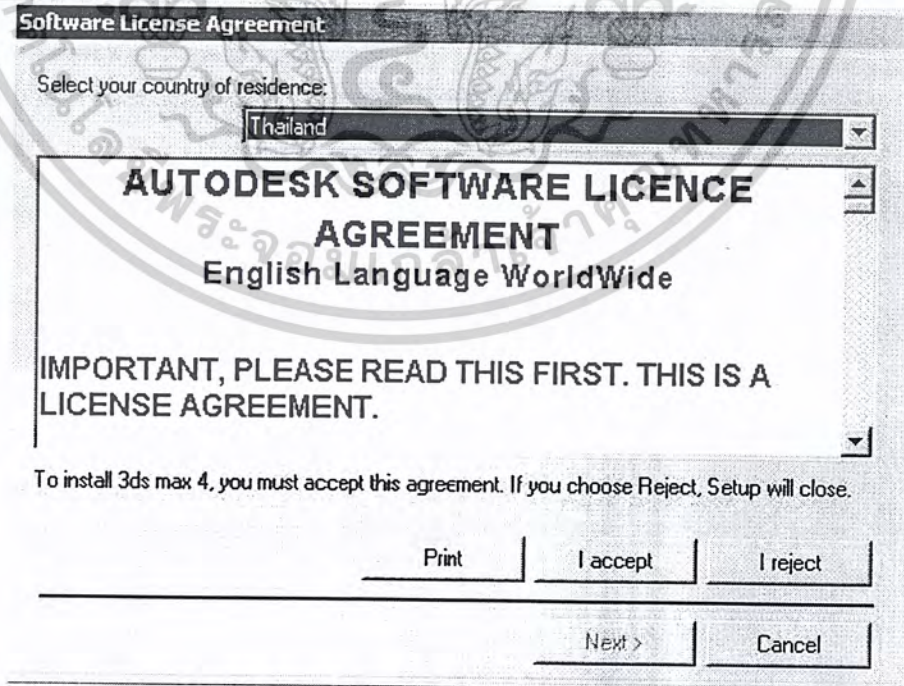 Software License Agreement
Select your country of residence:
Thailand
AUTODESK SOFTWARE LICENCE
AGREEMENT
English Language WorldWide
IMPORTANT, PLEASE READ THIS FIRST. THIS IS A
LICENSE AGREEMENT.
To install 3ds max 4, you must accept this agreement. If you choose Reject, Setup will close.
Print
I accept
I reject
Next >
Cancel